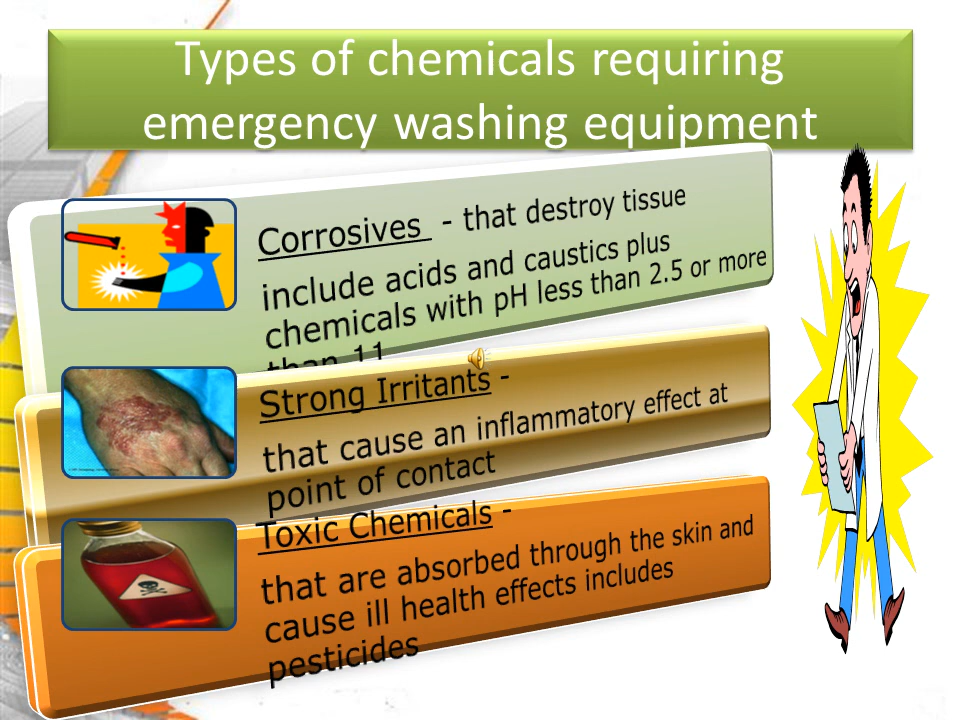 Types of chemicals requiring
emergency washing equipment
Corrosives - that destroy tissue
include acids and caustics plus
chemicals with pH less than 2.5 or more
than 11
Strong Irritants -
that cause an inflammatory effect at
point of contact
Toxic Chemicals -
that are absorbed through the skin and
cause ill health effects includes
pesticides